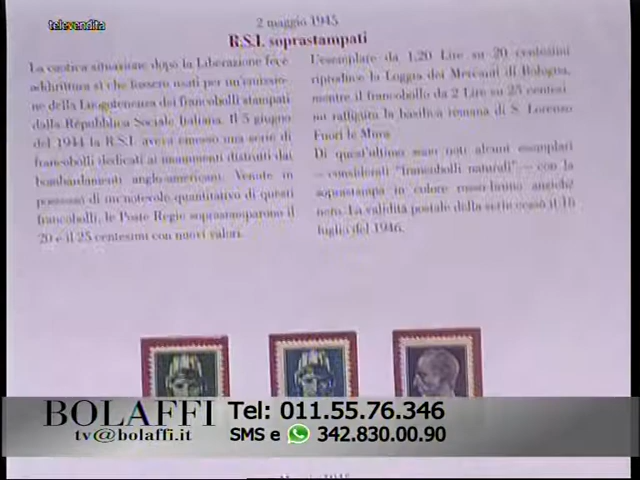 televendita
2 maggio 1945
R.S.I. soprastampati
La caotica situazione dopo la Liberazione fece
addirittura sì che fossero usati per un'emissio-
ne della Luogotenenza dei francobolli stampati
dalla Repubblica Sociale Italiana. Il 5 giugno
del 1944 la R.S.I. aveva emesso una serie di
francobolli dedicati ai monumenti distrutti dai
bombardamenti anglo-americani. Venute in
possesso di un notevole quantitativo di questi
francobolli, le Poste Regie soprastamparono il
20 e il 25 centesimi con nuovi valori.
L'esemplare da 1,20 Lire su 20 centesimi
riproduce la Loggia dei Mercanti di Bologna,
mentre il francobollo da 2 Lire su 25 centesi-
mi raffigura la basilica romana di S. Lorenzo
Fuori le Mura.
Di quest'ultimo sono noti alcuni esemplari
– considerati "francobolli naturali" – con la
soprastampa in colore rosso-bruno anziché
nero. La validità postale della serie cessò il 10
luglio del 1946.
BOLAFFI
tv@bolaffi.it
Tel: 011.55.76.346
SMS e 342.830.00.90